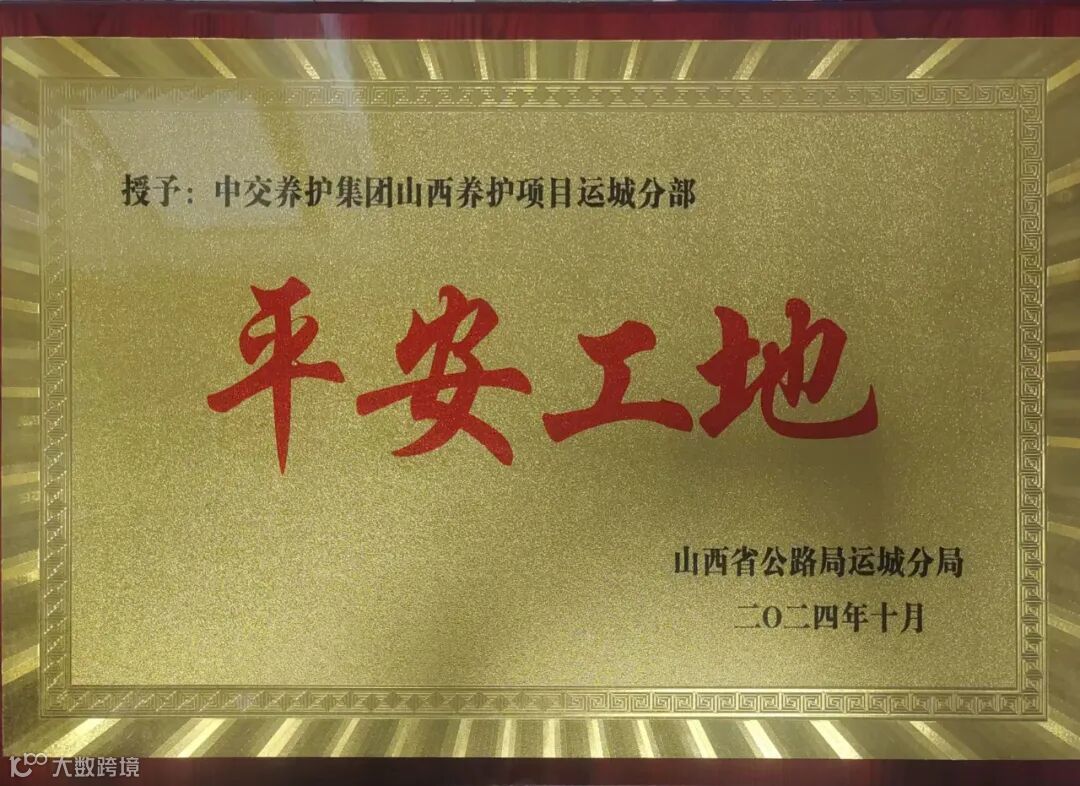 授予：中交养护集团山西养护项目运城分部
平安工地
山西省公路局运城分局
二〇二四年十月
大数跨境